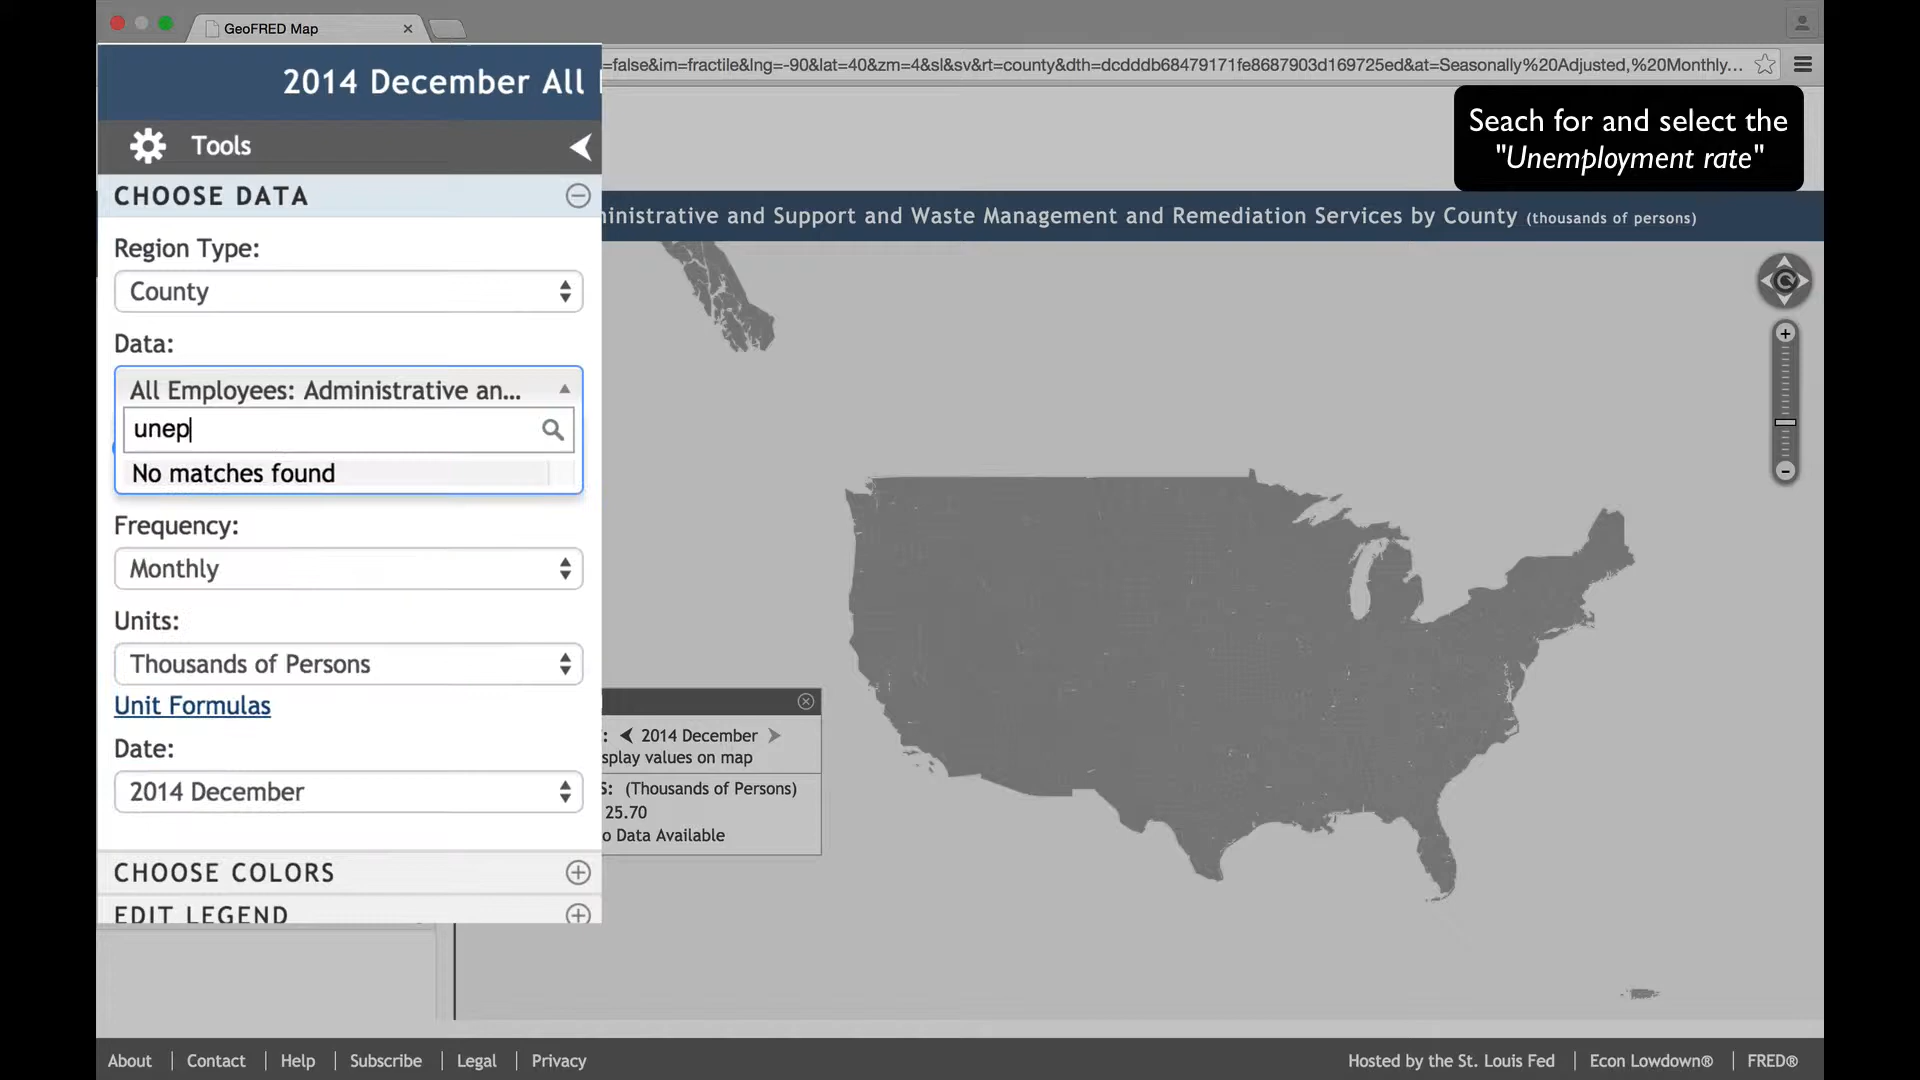 GeoFRED Map
=false&im=fractile&lng=-90&lat=40&zm=4&sl&sv&rt=county&dth=dcdddb68479171fe8687903d169725ed&at=Seasonally%20Adjusted,%20Monthly...
2014 December All
Seach for and select the
"Unemployment rate"
Tools
CHOOSE DATA
inistrative and Support and Waste Management and Remediation Services by County (thousands of persons)
Region Type:
County
Data:
All Employees: Administrative an...
unep
No matches found
Frequency:
Monthly
Units:
Thousands of Persons
Unit Formulas
Date:
2014 December
: 2014 December
splay values on map
S: (Thousands of Persons)
25.70
o Data Available
CHOOSE COLORS
EDIT LEGEND
About | Contact | Help | Subscribe | Legal | Privacy
Hosted by the St. Louis Fed | Econ Lowdown® | FRED®